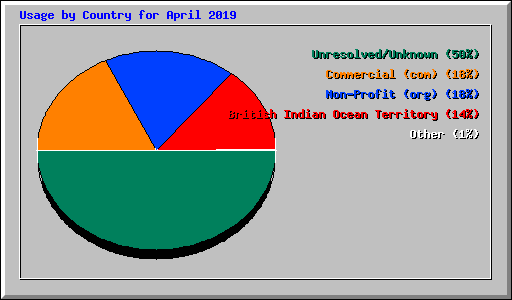 Usage by Country for April 2019
Unresolved/Unknown (50%)
Commercial (com) (18%)
Non-Profit (org) (18%)
British Indian Ocean Territory (14%)
Other (1%)